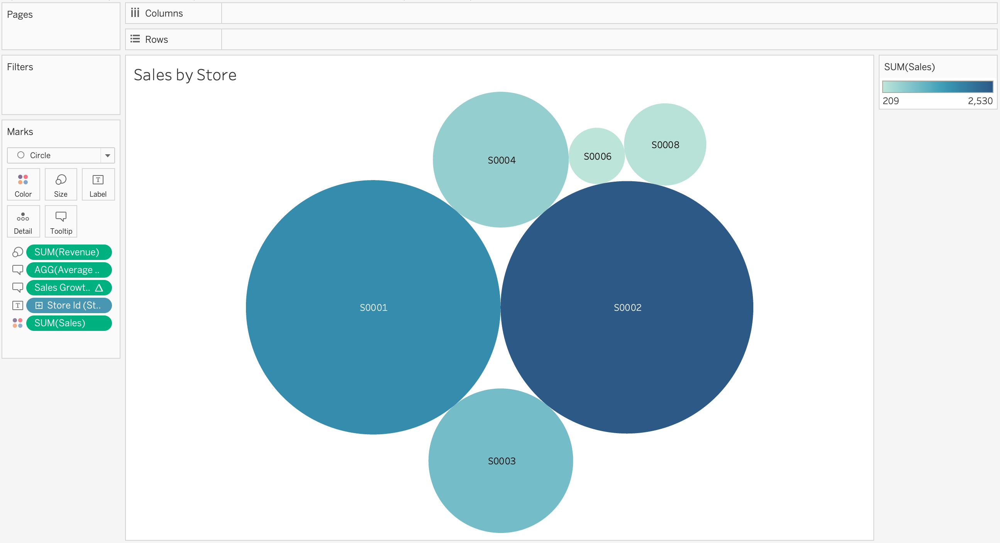 Pages
Columns
Rows
Filters
Marks
Circle
Color
Size
Label
Detail
Tooltip
SUM(Revenue)
AGG(Average ..
Sales Growt..
Store Id (St..
SUM(Sales)
Sales by Store
S0004
S0006
S0008
S0001
S0002
S0003
SUM(Sales)
209 2,530